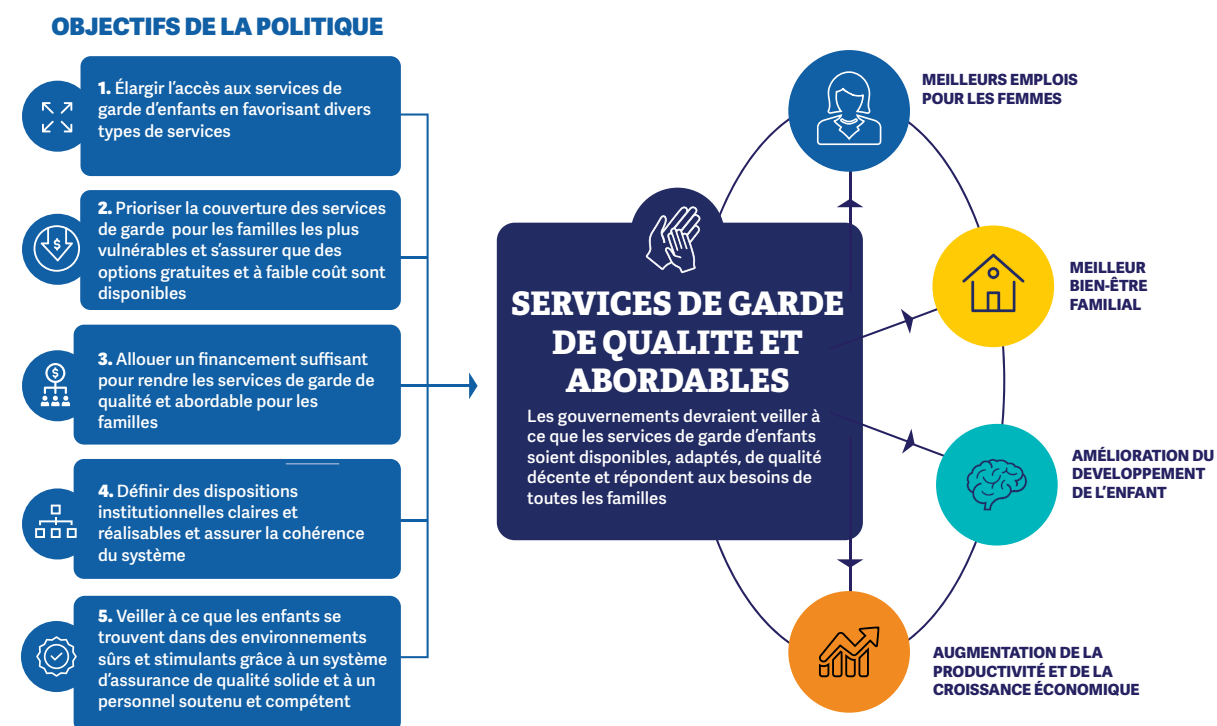 OBJECTIFS DE LA POLITIQUE
1. Élargir l'accès aux services de
garde d'enfants en favorisant divers
types de services
2. Prioriser la couverture des services
de garde pour les familles les plus
vulnérables et s'assurer que des
options gratuites et à faible coût sont
disponibles
3. Allouer un financement suffisant
pour rendre les services de garde de
qualité et abordable pour les
familles
4. Définir des dispositions
institutionnelles claires et
réalisables et assurer la cohérence
du système
5. Veiller à ce que les enfants se
trouvent dans des environnements
sûrs et stimulants grâce à un système
d'assurance de qualité solide et à un
personnel soutenu et compétent
SERVICES DE GARDE
DE QUALITE ET
ABORDABLES
Les gouvernements devraient veiller à
ce que les services de garde d'enfants
soient disponibles, adaptés, de qualité
décente et répondent aux besoins de
toutes les familles
MEILLEURS EMPLOIS
POUR LES FEMMES
MEILLEUR
BIEN-ÊTRE
FAMILIAL
AMÉLIORATION DU
DEVELOPPEMENT
DE L'ENFANT
AUGMENTATION DE LA
PRODUCTIVITÉ ET DE LA
CROISSANCE ÉCONOMIQUE